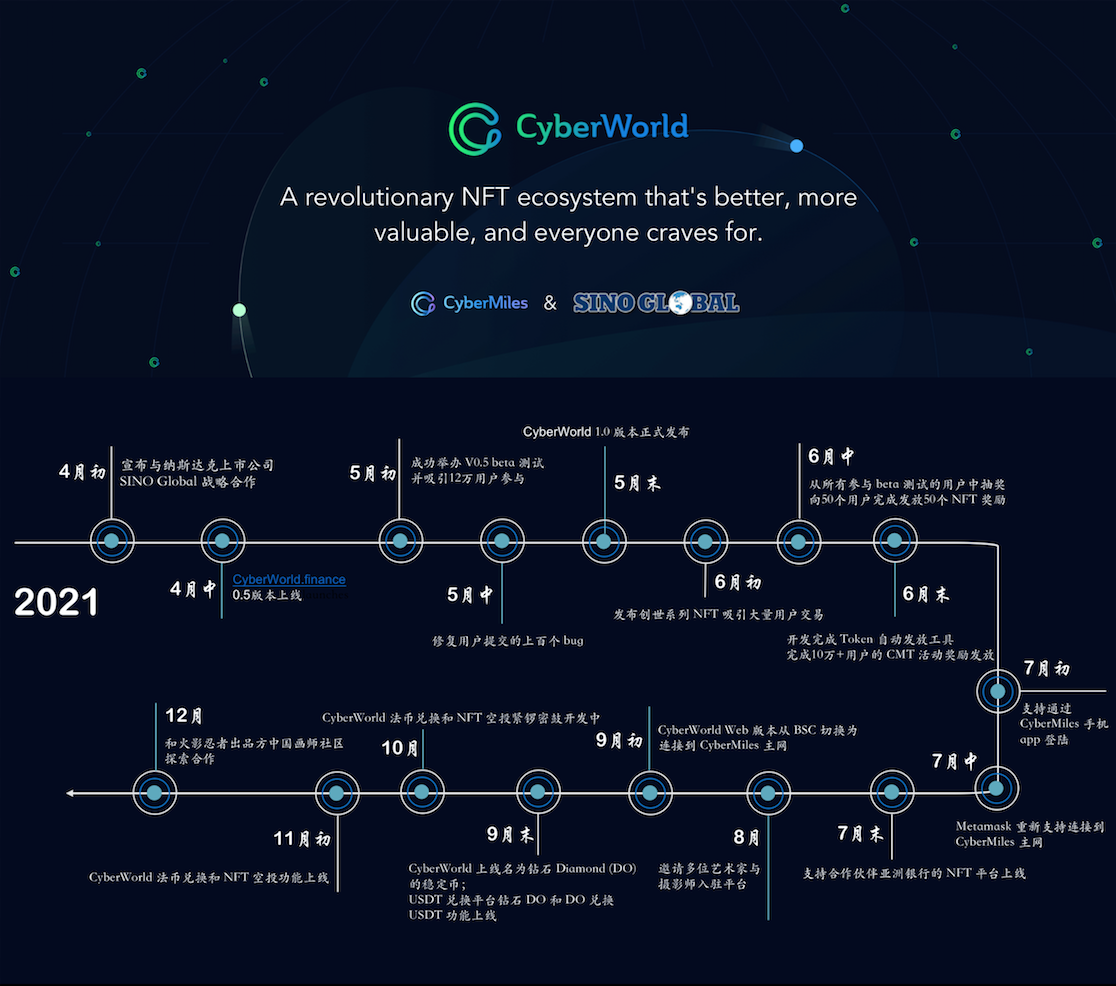 CyberWorld
A revolutionary NFT ecosystem that's better, more
valuable, and everyone craves for.
CyberMiles & SINO GLOBAL
2021
4月初
宣布与纳斯达克上市公司
SINO Global 战略合作
4月中
CyberWorld.finance
0.5版本上线
5月初
成功举办 V0.5 beta 测试
并吸引12万用户参与
5月中
修复用户提交的上百个 bug
CyberWorld 1.0 版本正式发布
5月末
6月初
发布创世系列 NFT 吸引大量用户交易
6月中
从所有参与 beta 测试的用户中抽奖
向50个用户完成发放50个 NFT 奖励
6月末
开发完成 Token 自动发放工具
完成10万+用户的 CMT 活动奖励发放
7月初
支持通过
CyberMiles 手机
app 登陆
7月中
Metamask 重新支持连接到
CyberMiles 主网
7月末
支持合作伙伴亚洲银行的 NFT 平台上线
8月
邀请多位艺术家与
摄影师入驻平台
9月初
CyberWorld Web 版本从 BSC 切换为
连接到 CyberMiles 主网
9月末
CyberWorld 上线名为钻石 Diamond (DO)
的稳定币；
USDT 兑换平台钻石 DO 和 DO 兑换
USDT 功能上线
CyberWorld 法币兑换和 NFT 空投紧锣密鼓开发中
10月
11月初
CyberWorld 法币兑换和 NFT 空投功能上线
12月
和火影忍者出品方中国画师社区
探索合作